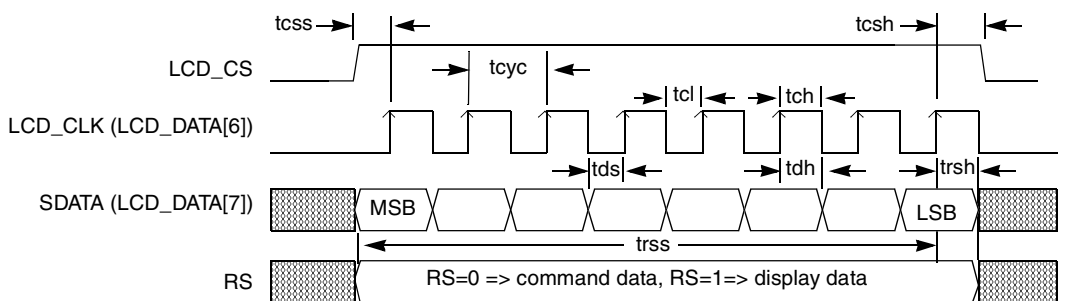 tcss
tcsh
LCD_CS
tcyc
tcl
tch
LCD_CLK (LCD_DATA[6])
tds
tdh
trsh
SDATA (LCD_DATA[7])
MSB
LSB
trss
RS
RS=0 => command data, RS=1=> display data